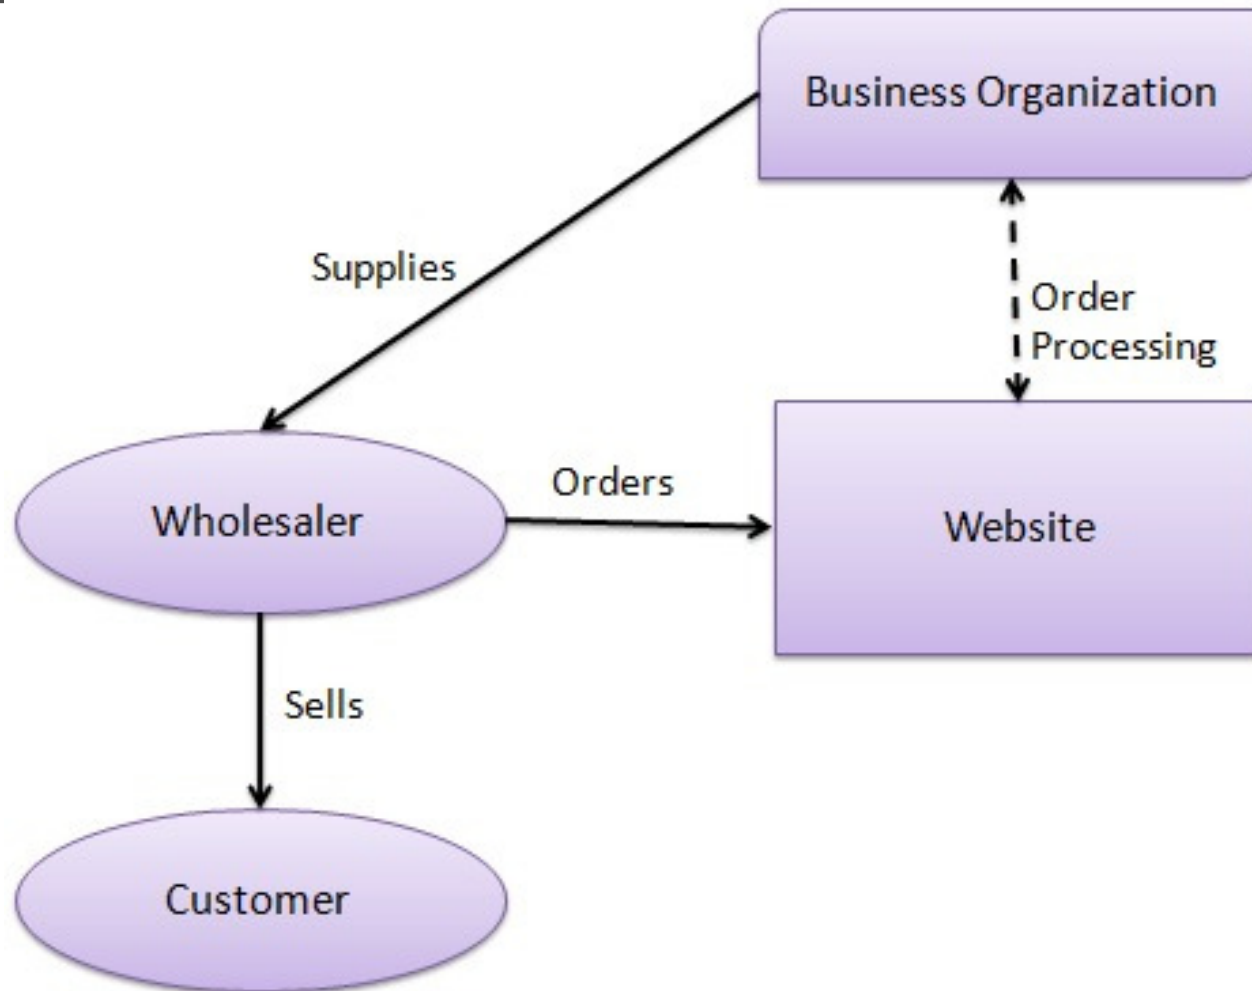 Business Organization
Supplies
Order
Processing
Orders
Wholesaler
Website
Sells
Customer